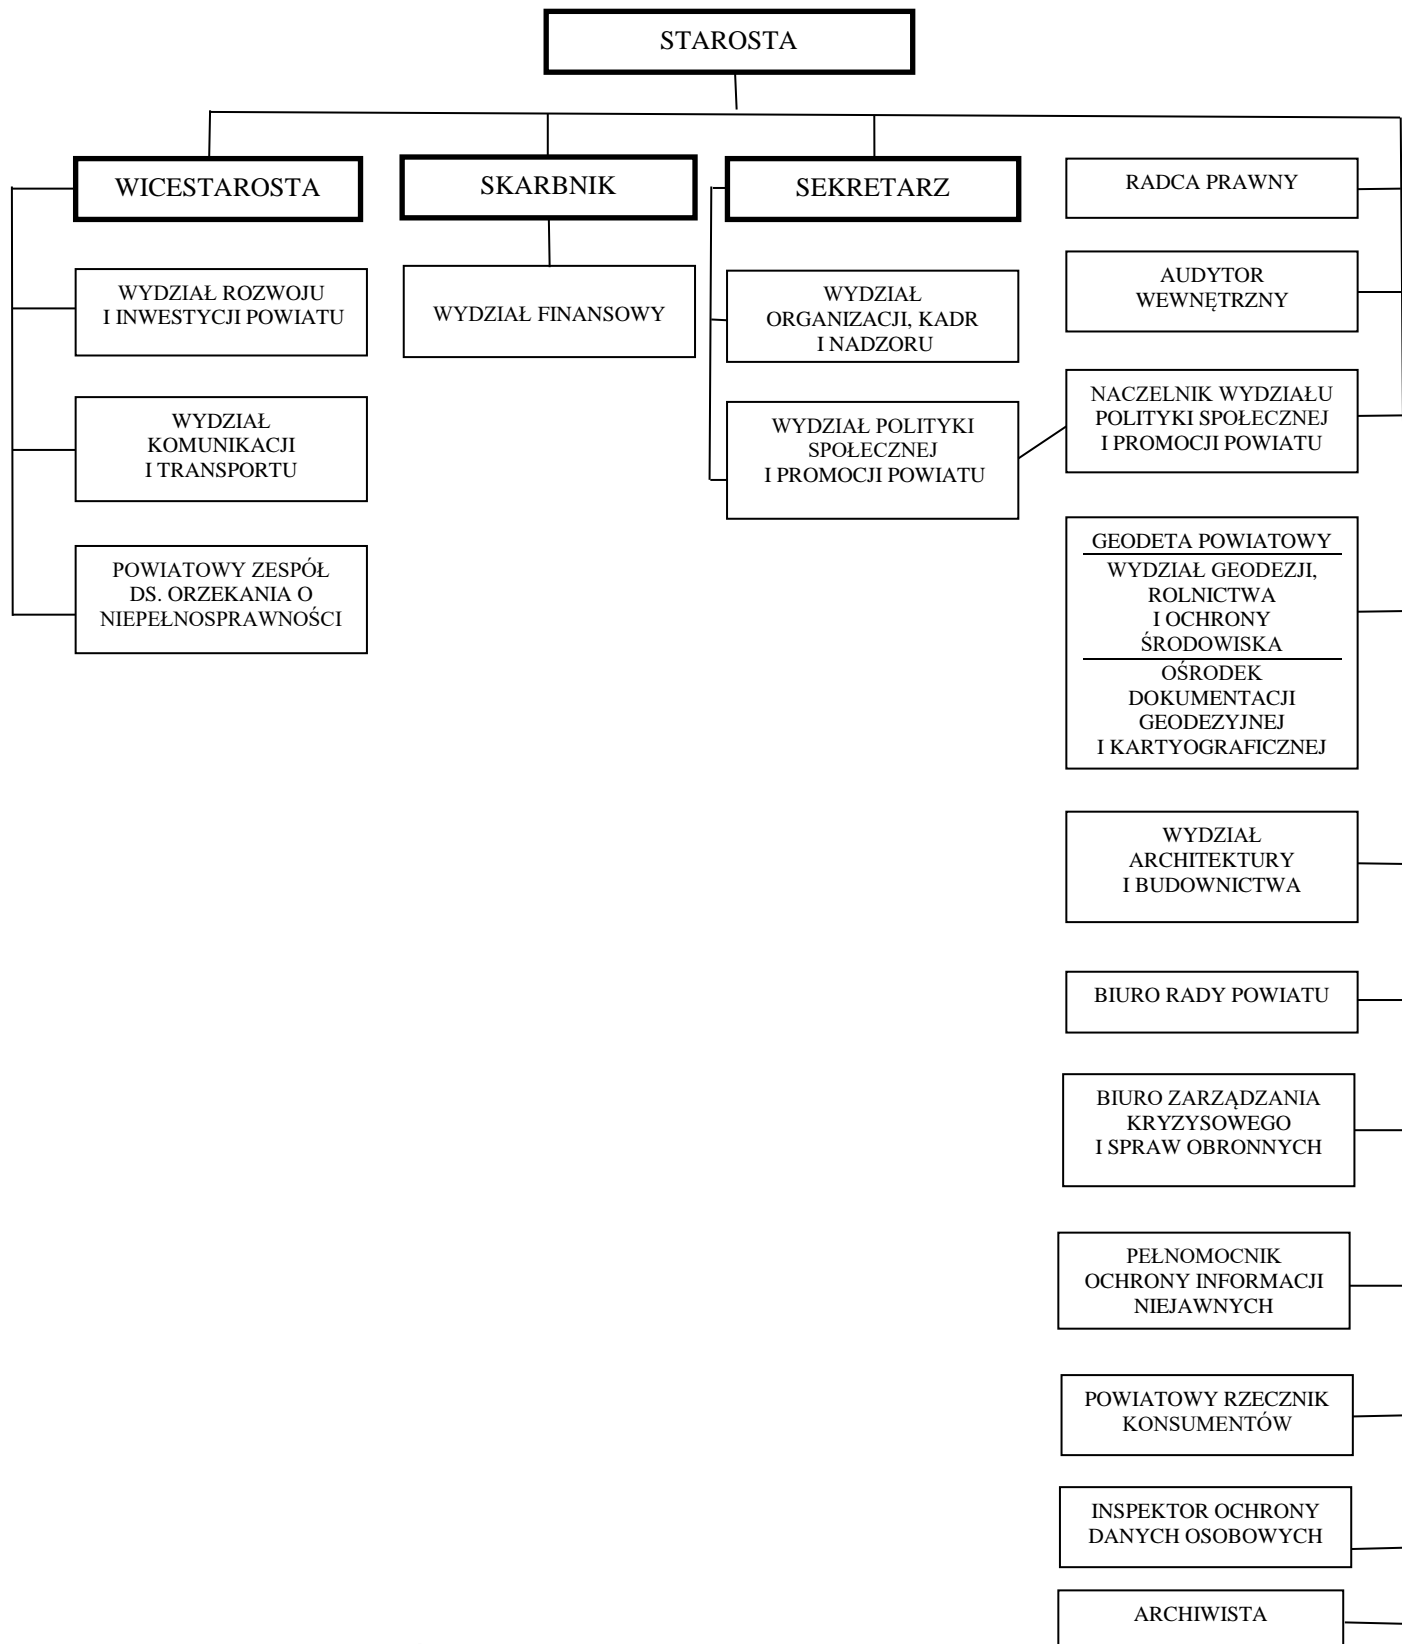 STAROSTA
WICESTAROSTA
SKARBNIK
SEKRETARZ
RADCA PRAWNY
WYDZIAŁ ROZWOJU
I INWESTYCJI POWIATU
WYDZIAŁ FINANSOWY
WYDZIAŁ
ORGANIZACJI, KADR
I NADZORU
AUDYTOR
WEWNĘTRZNY
WYDZIAŁ
KOMUNIKACJI
I TRANSPORTU
WYDZIAŁ POLITYKI
SPOŁECZNEJ
I PROMOCJI POWIATU
NACZELNIK WYDZIAŁU
POLITYKI SPOŁECZNEJ
I PROMOCJI POWIATU
POWIATOWY ZESPÓŁ
DS. ORZEKANIA O
NIEPEŁNOSPRAWNOŚCI
GEODETA POWIATOWY
WYDZIAŁ GEODEZJI,
ROLNICTWA
I OCHRONY
ŚRODOWISKA
OŚRODEK
DOKUMENTACJI
GEODEZYJNEJ
I KARTYOGRAFICZNEJ
WYDZIAŁ
ARCHITEKTURY
I BUDOWNICTWA
BIURO RADY POWIATU
BIURO ZARZĄDZANIA
KRYZYSOWEGO
I SPRAW OBRONNYCH
PEŁNOMOCNIK
OCHRONY INFORMACJI
NIEJAWNYCH
POWIATOWY RZECZNIK
KONSUMENTÓW
INSPEKTOR OCHRONY
DANYCH OSOBOWYCH
ARCHIWISTA